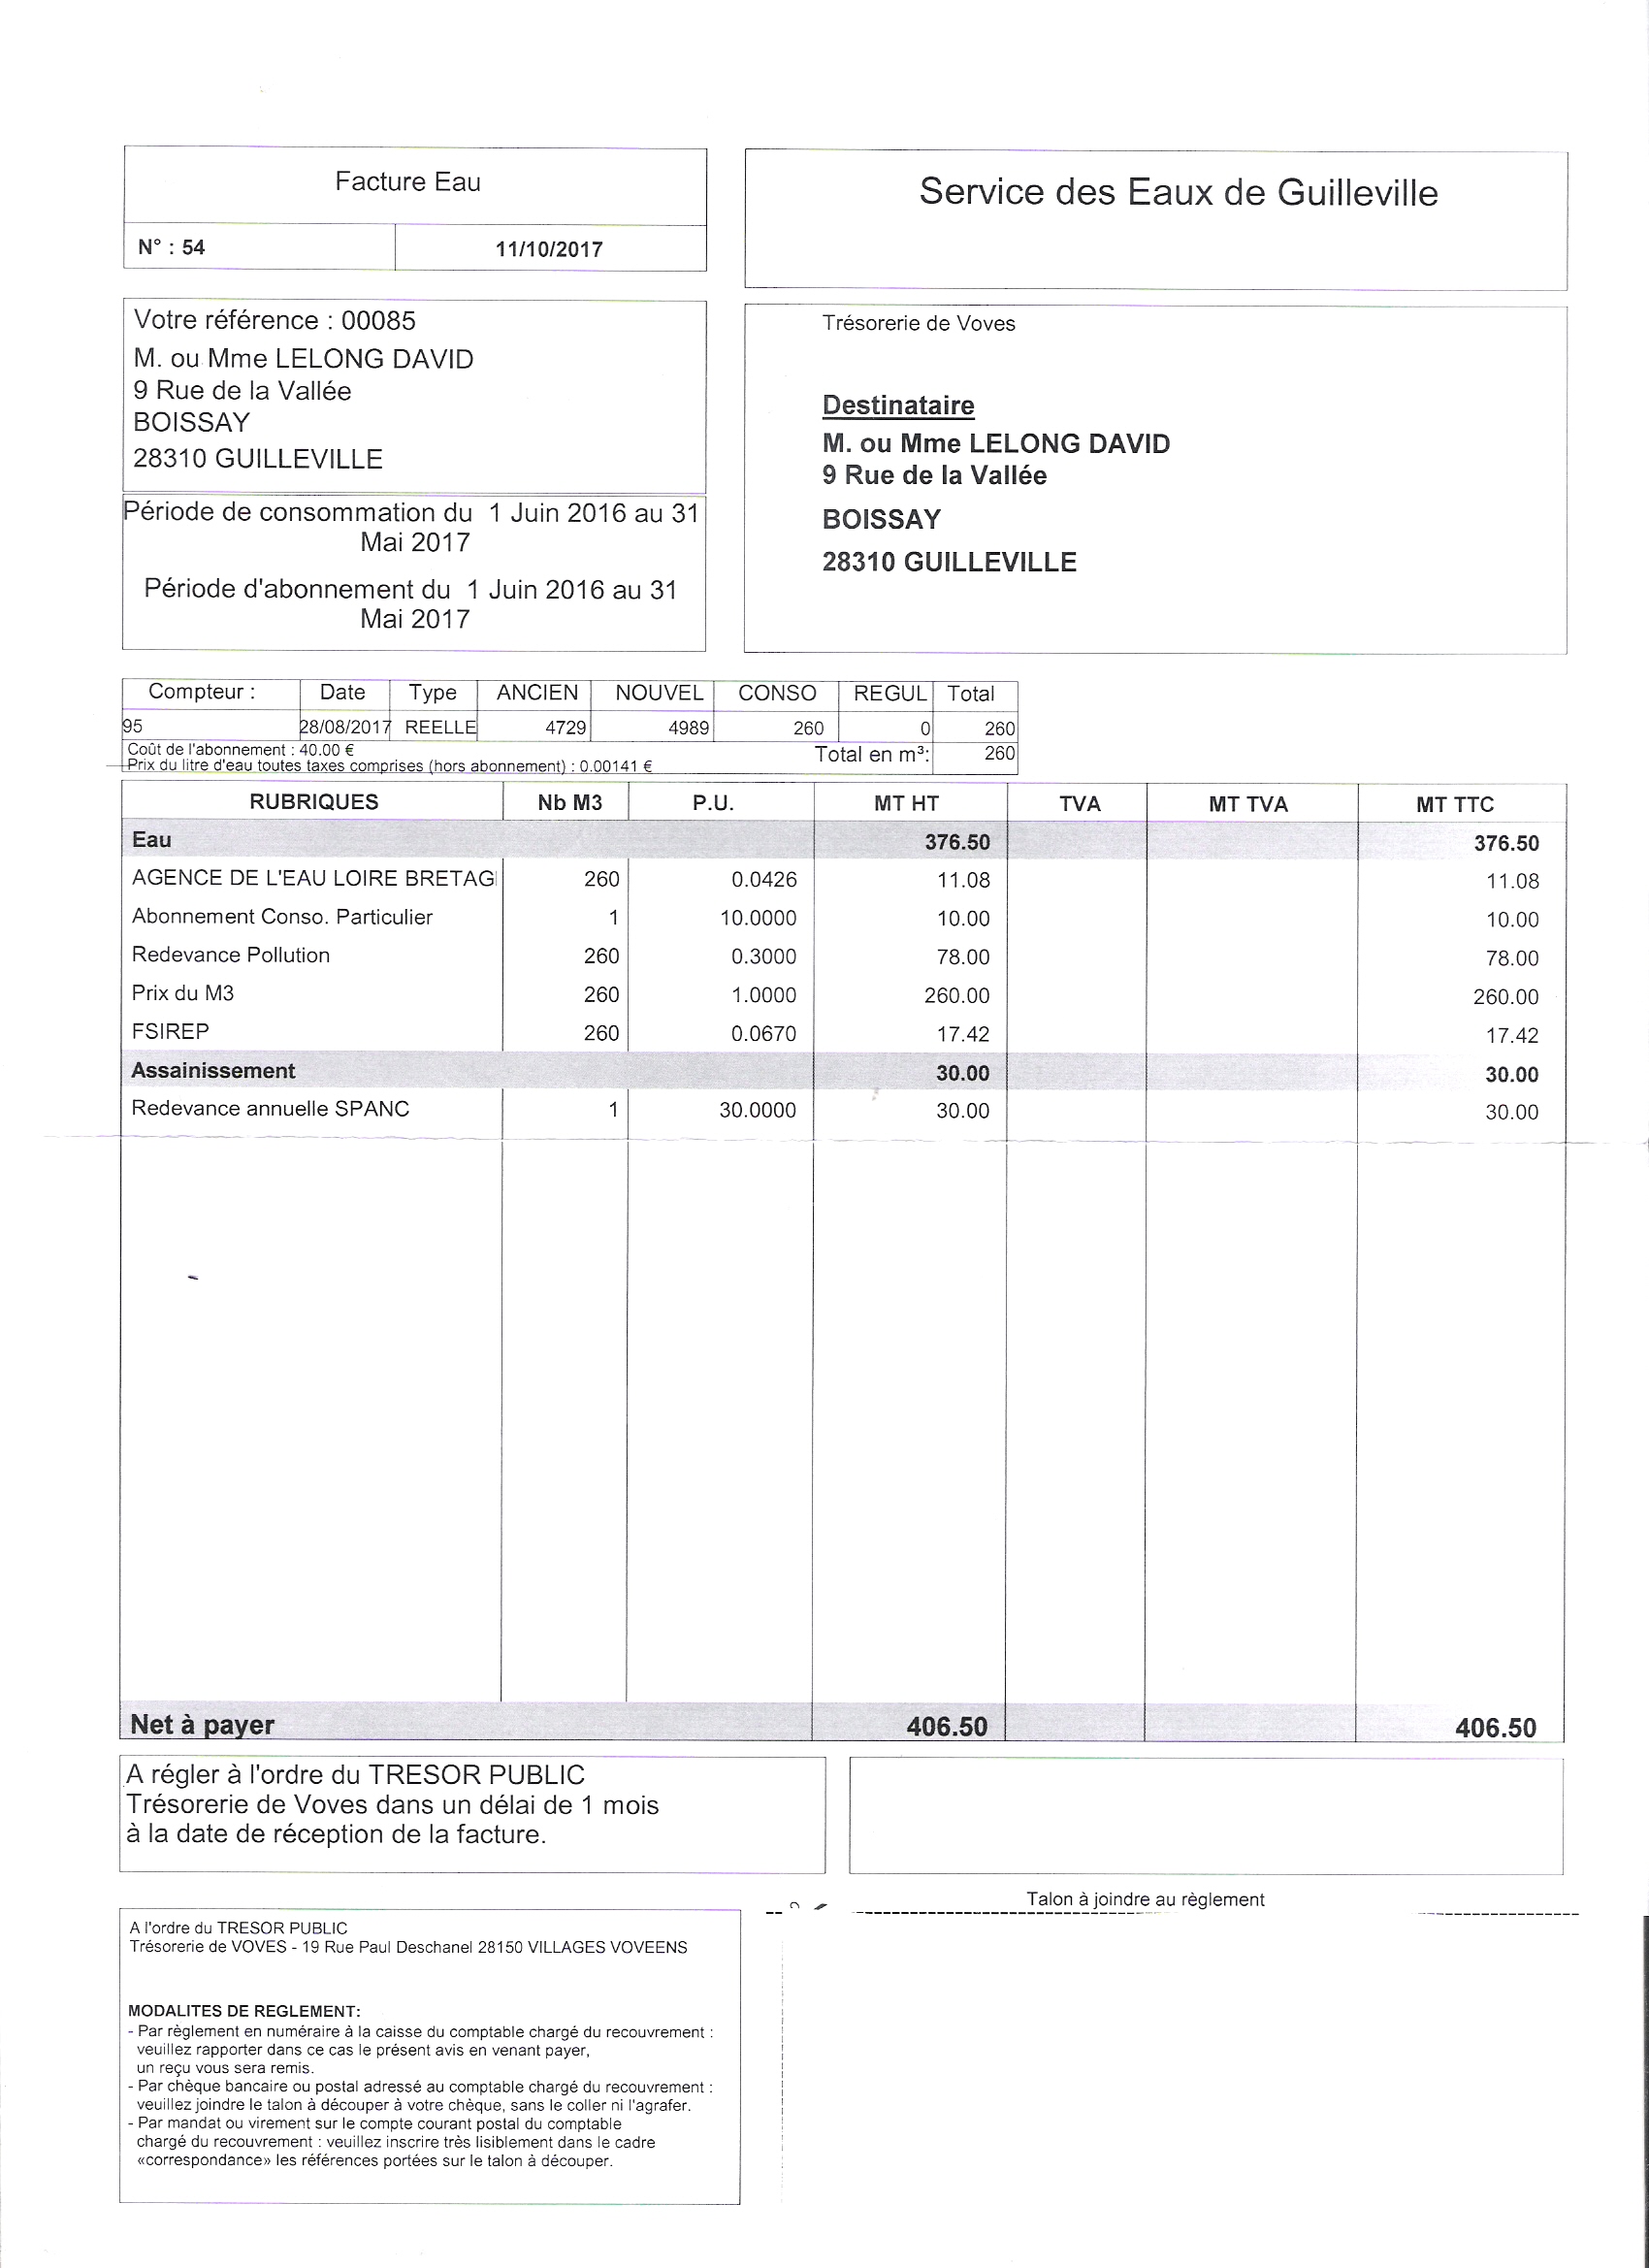 Facture Eau
N° : 54
11/10/2017
Service des Eaux de Guilleville
Votre référence : 00085
M. ou Mme LELONG DAVID
9 Rue de la Vallée
BOISSAY
28310 GUILLEVILLE
Période de consommation du 1 Juin 2016 au 31
Mai 2017
Période d'abonnement du 1 Juin 2016 au 31
Mai 2017
Trésorerie de Voves
Destinataire
M. ou Mme LELONG DAVID
9 Rue de la Vallée
BOISSAY
28310 GUILLEVILLE
Compteur : Date Type ANCIEN NOUVEL CONSO REGUL Total
95 28/08/2017 REELLE 4729 4989 260 0 260
Coût de l'abonnement : 40.00 € Total en m³: 260
Prix du litre d'eau toutes taxes comprises (hors abonnement) : 0.00141 €
RUBRIQUES Nb M3 P.U. MT HT TVA MT TVA MT TTC
Eau 376.50 376.50
AGENCE DE L'EAU LOIRE BRETAG 260 0.0426 11.08 11.08
Abonnement Conso. Particulier 1 10.0000 10.00 10.00
Redevance Pollution 260 0.3000 78.00 78.00
Prix du M3 260 1.0000 260.00 260.00
FSIREP 260 0.0670 17.42 17.42
Assainissement 30.00 30.00
Redevance annuelle SPANC 1 30.0000 30.00 30.00
Net à payer 406.50 406.50
A régler à l'ordre du TRESOR PUBLIC
Trésorerie de Voves dans un délai de 1 mois
à la date de réception de la facture.
Talon à joindre au règlement
A l'ordre du TRESOR PUBLIC
Trésorerie de VOVES - 19 Rue Paul Deschanel 28150 VILLAGES VOVEENS
MODALITES DE REGLEMENT:
- Par règlement en numéraire à la caisse du comptable chargé du recouvrement :
veuillez rapporter dans ce cas le présent avis en venant payer,
un reçu vous sera remis.
- Par chèque bancaire ou postal adressé au comptable chargé du recouvrement :
veuillez joindre le talon à découper à votre chèque, sans le coller ni l'agrafer.
- Par mandat ou virement sur le compte courant postal du comptable
chargé du recouvrement : veuillez inscrire très lisiblement dans le cadre
«correspondance» les références portées sur le talon à découper.